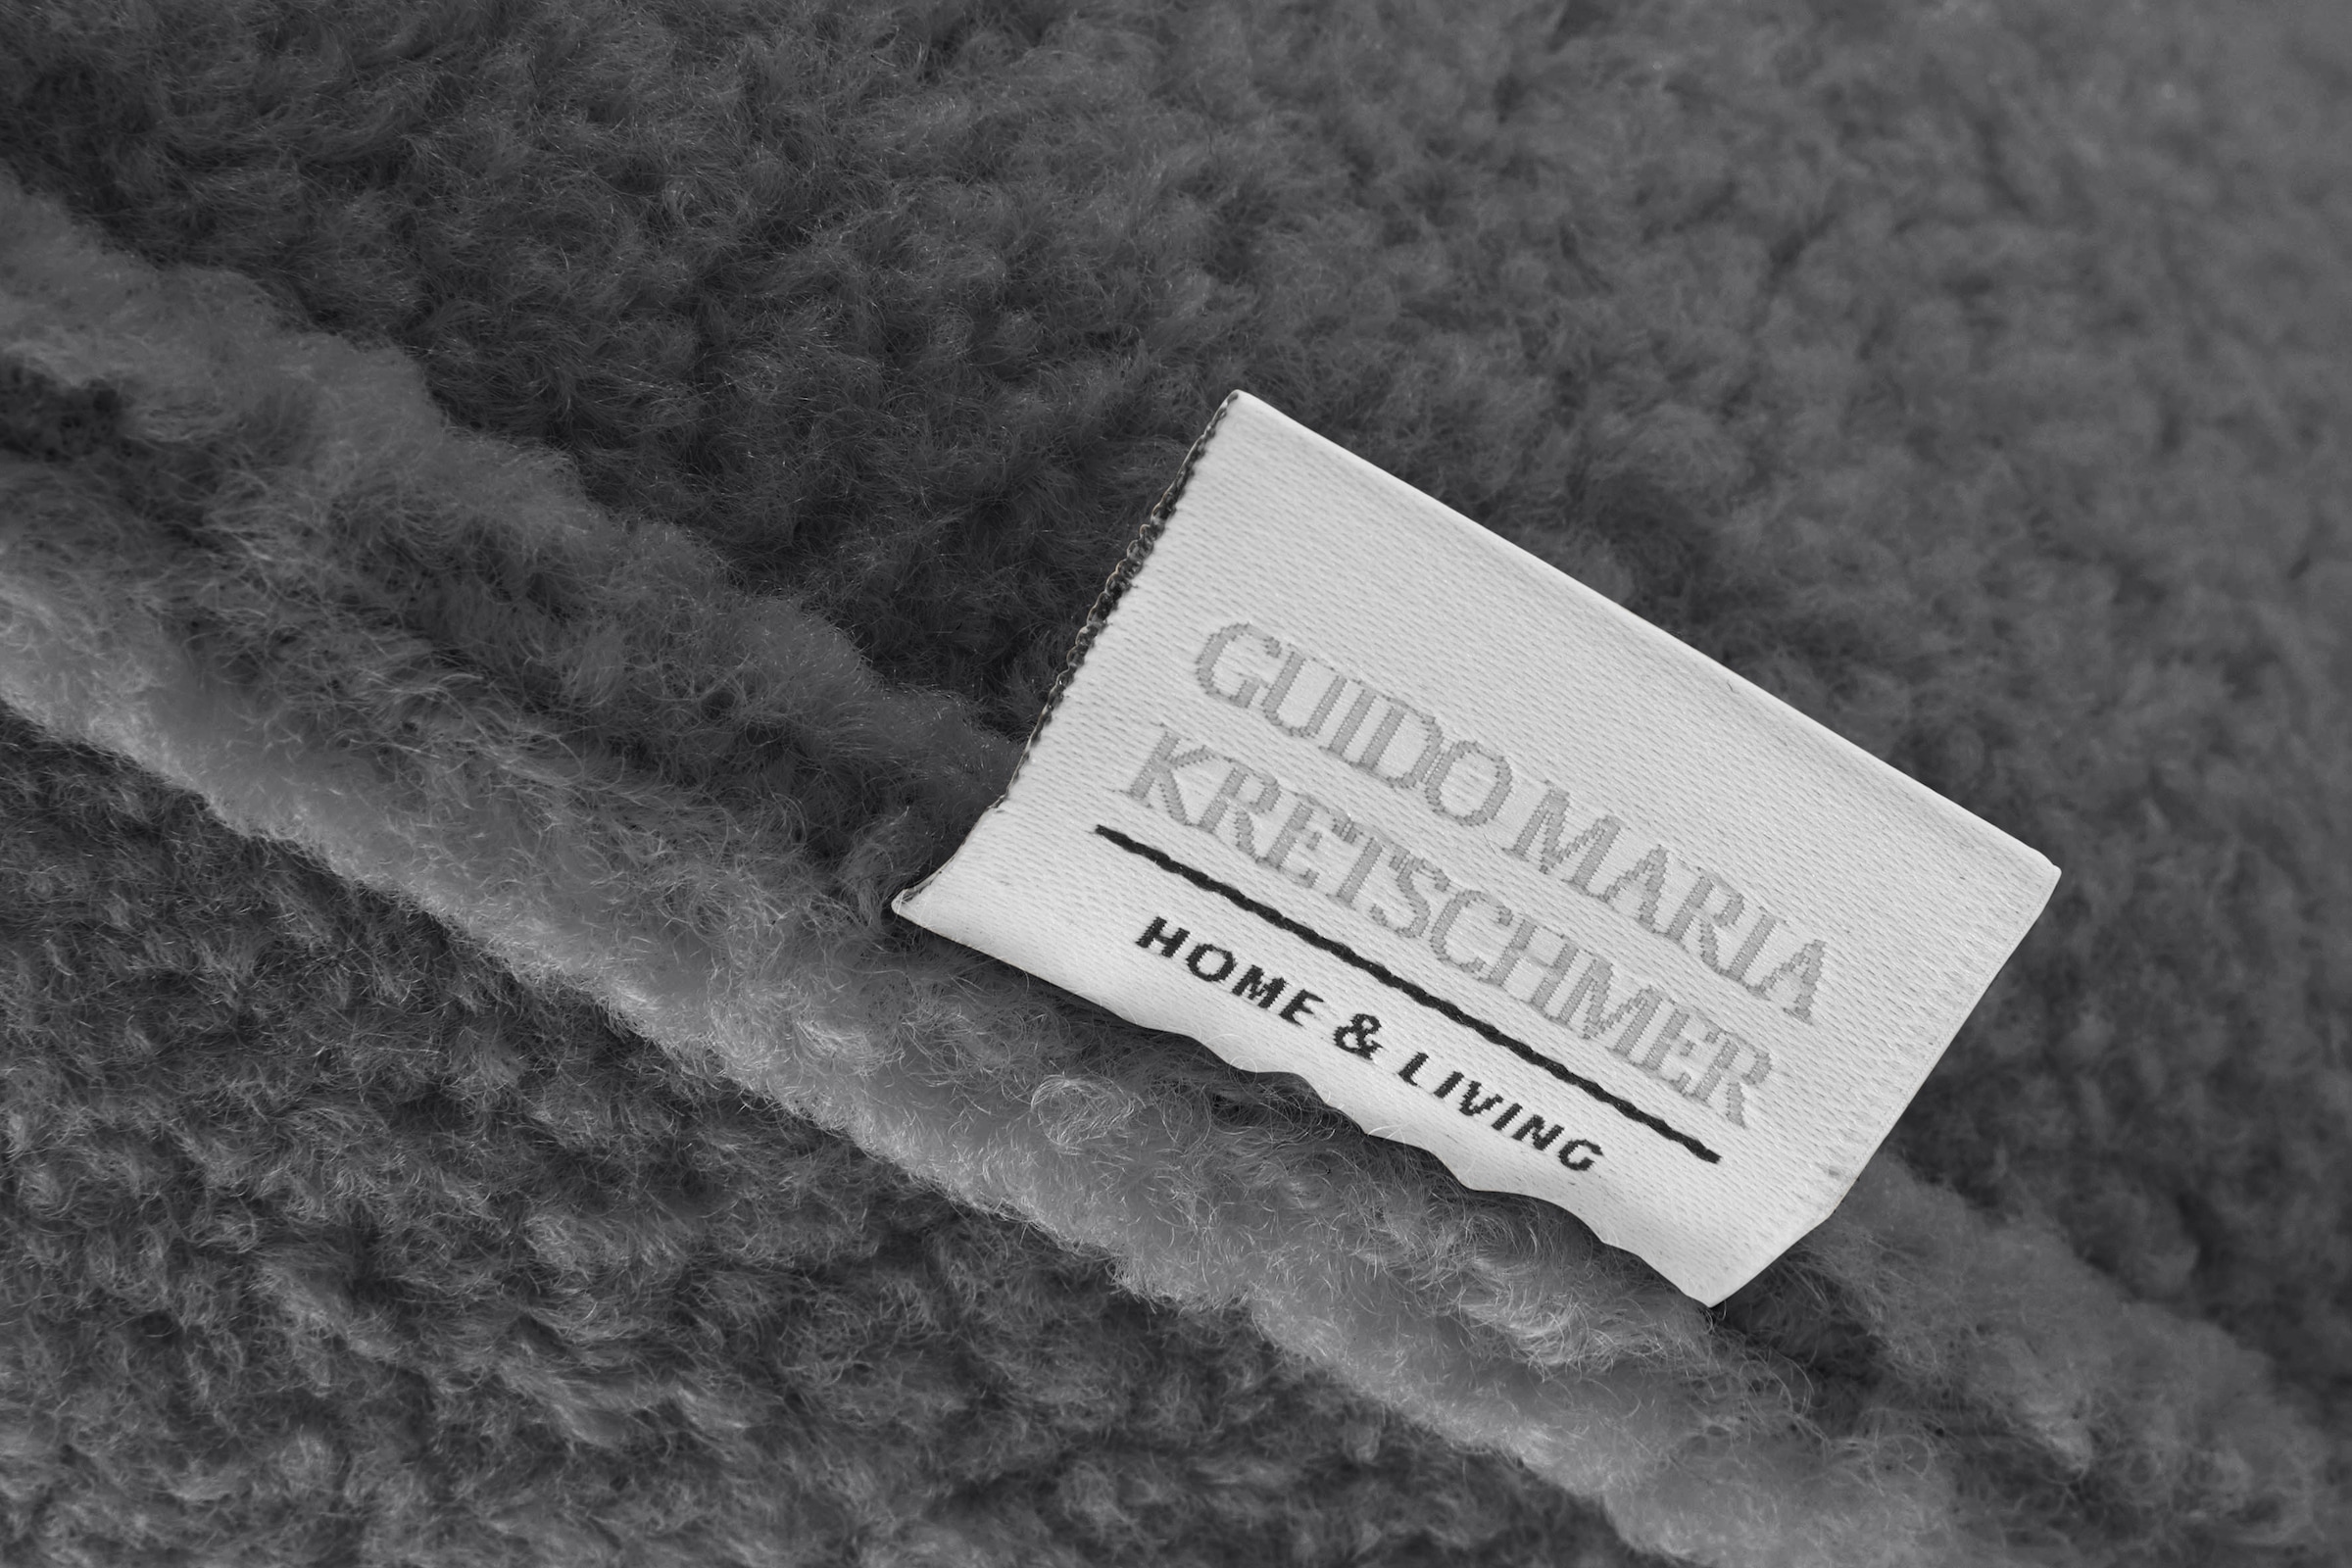 GUIDO MARIA
KRETSCHMER
HOME & LIVING